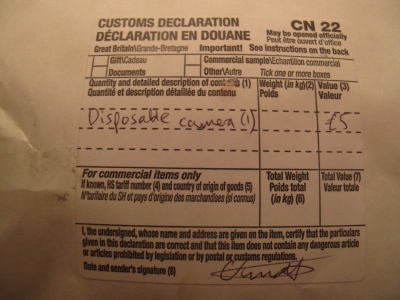 CUSTOMS DECLARATION CN 22
DÉCLARATION EN DOUANE May be opened officially
Peut être ouvert d'office
Great Britain\Grande-Bretagne Important! See instructions on the back
Gift\Cadeau Commercial sample\Echantillon commercial
Documents Other\Autre Tick one or more boxes
Quantity and detailed description of contents (1) Weight (in kg)(2) Value (3)
Quantité et description détaillée du contenu Poids Valeur
Disposable camera (1) £5
For commercial items only Total Weight Total Value (7)
If known, HS tariff number (4) and country of origin of goods (5) Poids total Valeur totale
N°tarifaire du SH et pays d'origine des marchandises (si connus) (in kg) (6)
I, the undersigned, whose name and address are given on the item, certify that the particulars
given in this declaration are correct and that this item does not contain any dangerous article
or articles prohibited by legislation or by postal or customs regulations.
Date and sender's signature (8)